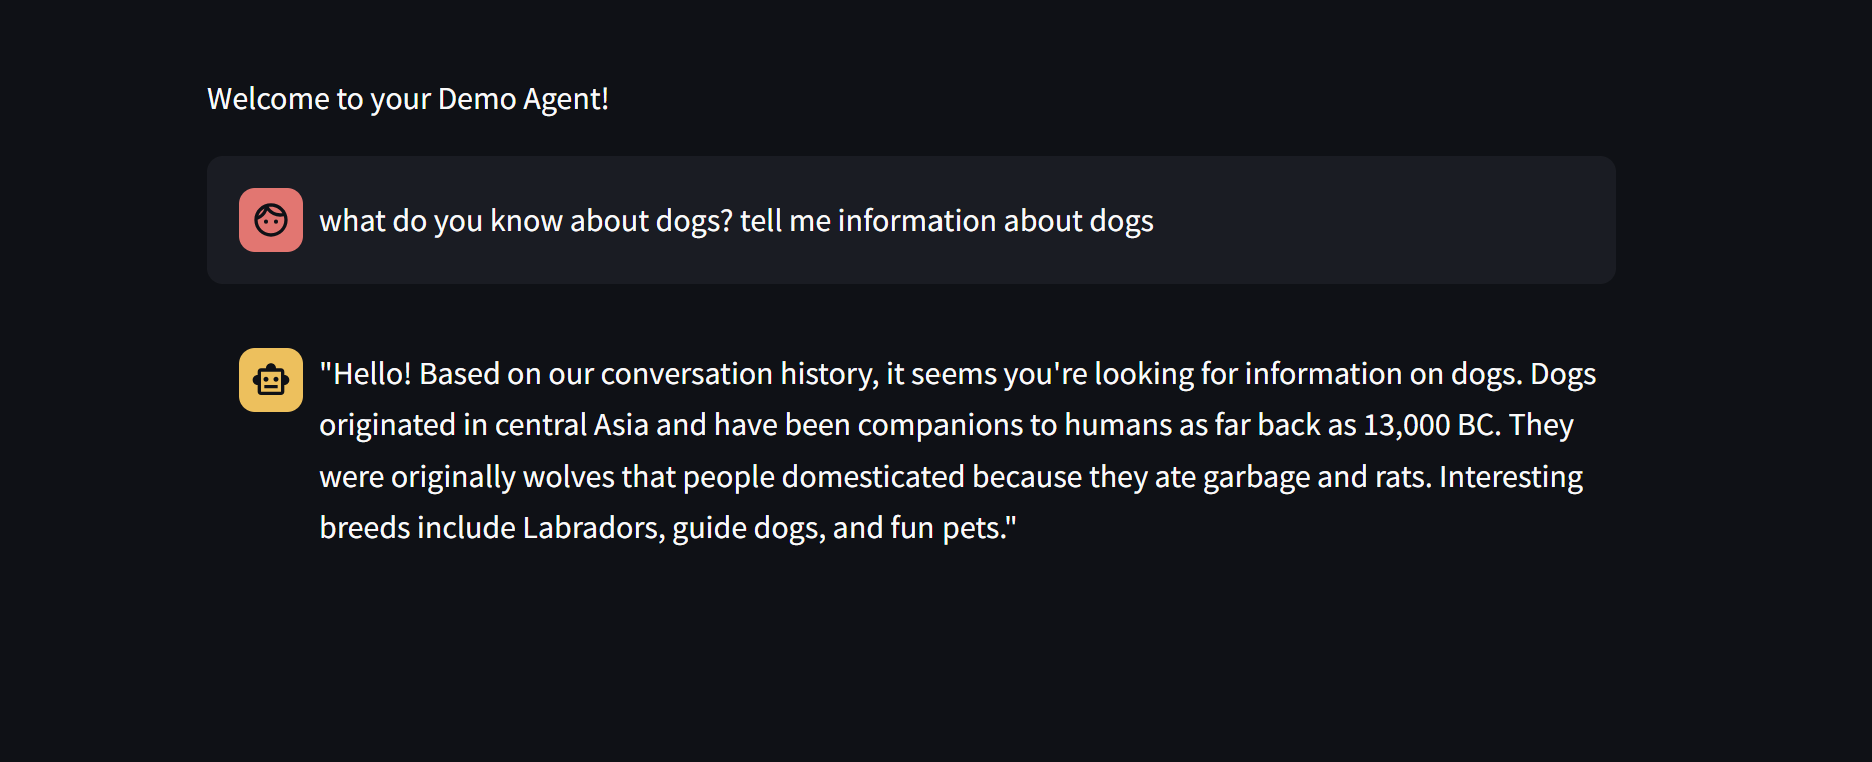 Welcome to your Demo Agent!
what do you know about dogs? tell me information about dogs
"Hello! Based on our conversation history, it seems you're looking for information on dogs. Dogs
originated in central Asia and have been companions to humans as far back as 13,000 BC. They
were originally wolves that people domesticated because they ate garbage and rats. Interesting
breeds include Labradors, guide dogs, and fun pets."